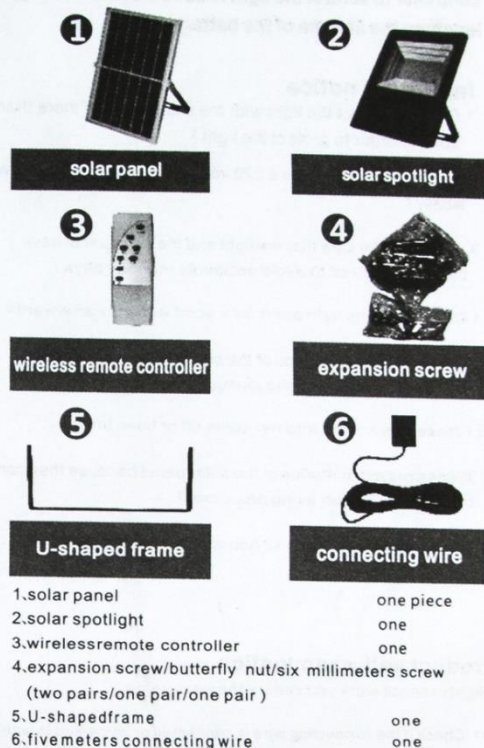 1
solar panel
2
solar spotlight
3
wireless remote controller
4
expansion screw
5
U-shaped frame
6
connecting wire
1.solar panel one piece
2.solar spotlight one
3.wirelessremote controller one
4.expansion screw/butterfly nut/six millimeters screw
(two pairs/one pair/one pair )
5.U-shapedframe one
6.fivemeters connecting wire one